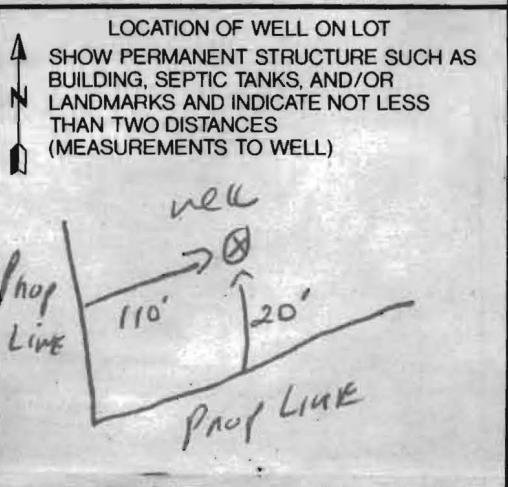 LOCATION OF WELL ON LOT
SHOW PERMANENT STRUCTURE SUCH AS
BUILDING, SEPTIC TANKS, AND/OR
N
LANDMARKS AND INDICATE NOT LESS
THAN TWO DISTANCES
(MEASUREMENTS TO WELL)
well
Prop
Line
110'
20'
Prop Line